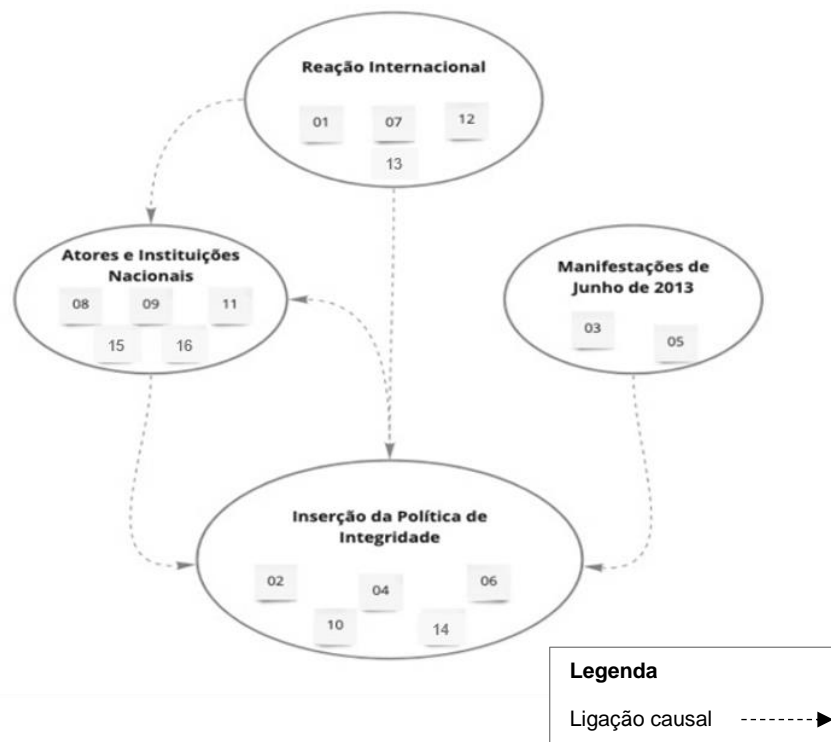 Reação Internacional
01 07 12
13
Atores e Instituições
Nacionais
08 09 11
15 16
Manifestações de
Junho de 2013
03
05
Inserção da Política de
Integridade
02 04 06
10 14
Legenda
Ligação causal